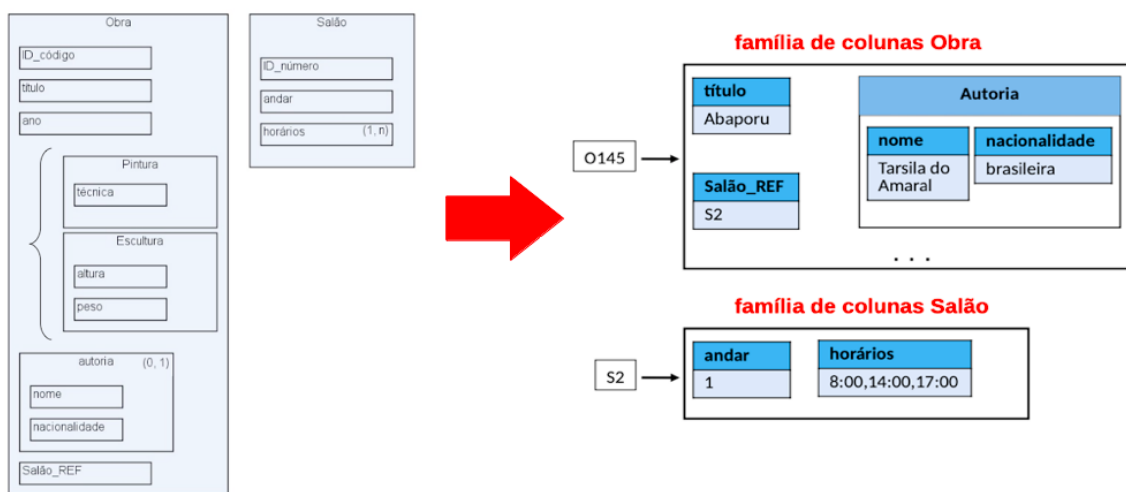 Obra
ID_código
título
ano
Pintura
técnica
Escultura
altura
peso
autoria (0, 1)
nome
nacionalidade
Salão_REF
Salão
ID_número
andar
horários (1, n)
família de colunas Obra
O145
título
Abaporu
Salão_REF
S2
Autoria
nome
Tarsila do
Amaral
nacionalidade
brasileira
. . .
família de colunas Salão
S2
andar
1
horários
8:00,14:00,17:00